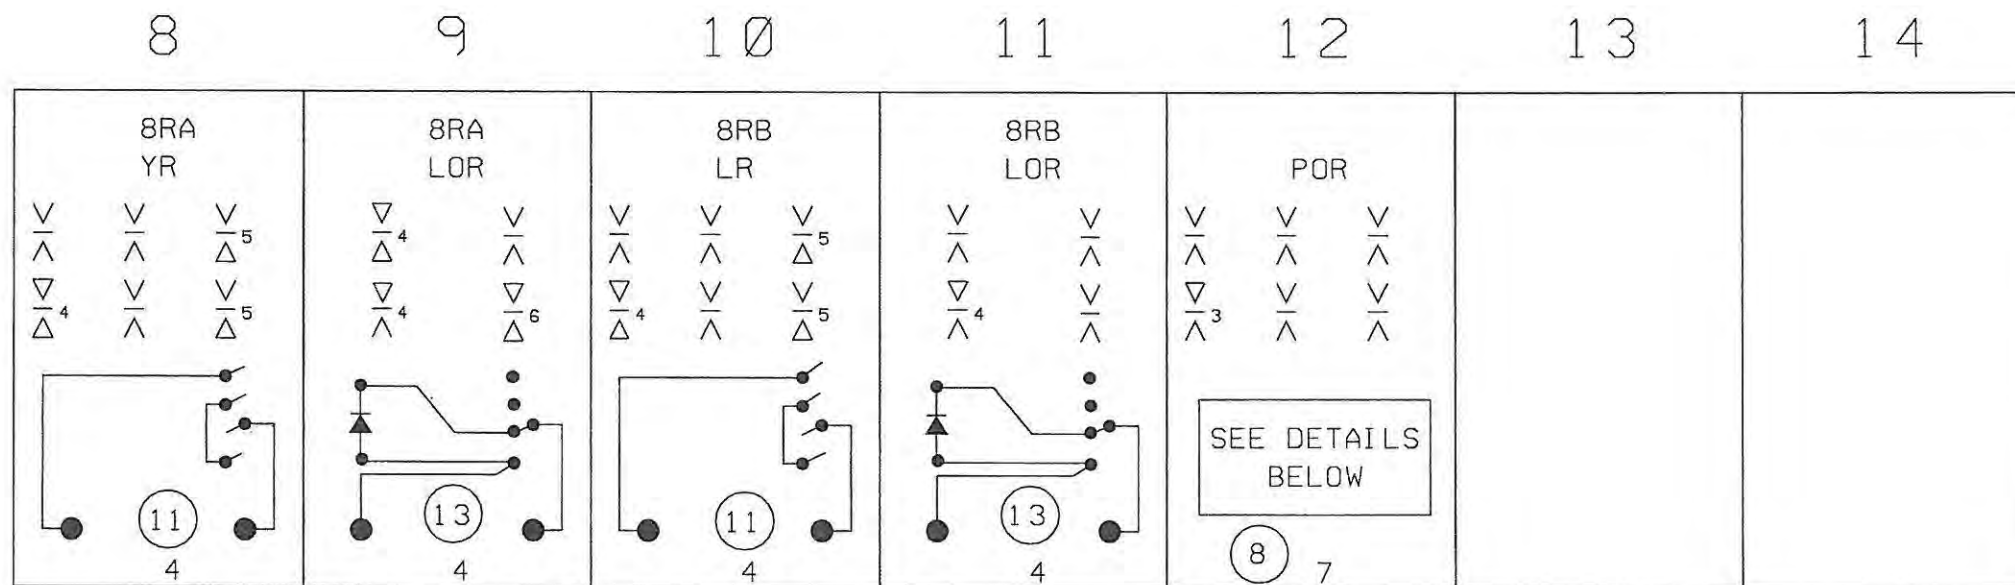 8 9 10 11 12 13 14
8RA 8RA 8RB 8RB
YR LOR LR LOR POR
5 4 5
4 5 4 6 4 5 4 3
SEE DETAILS
BELOW
11 13 11 13 8
4 4 4 4 7